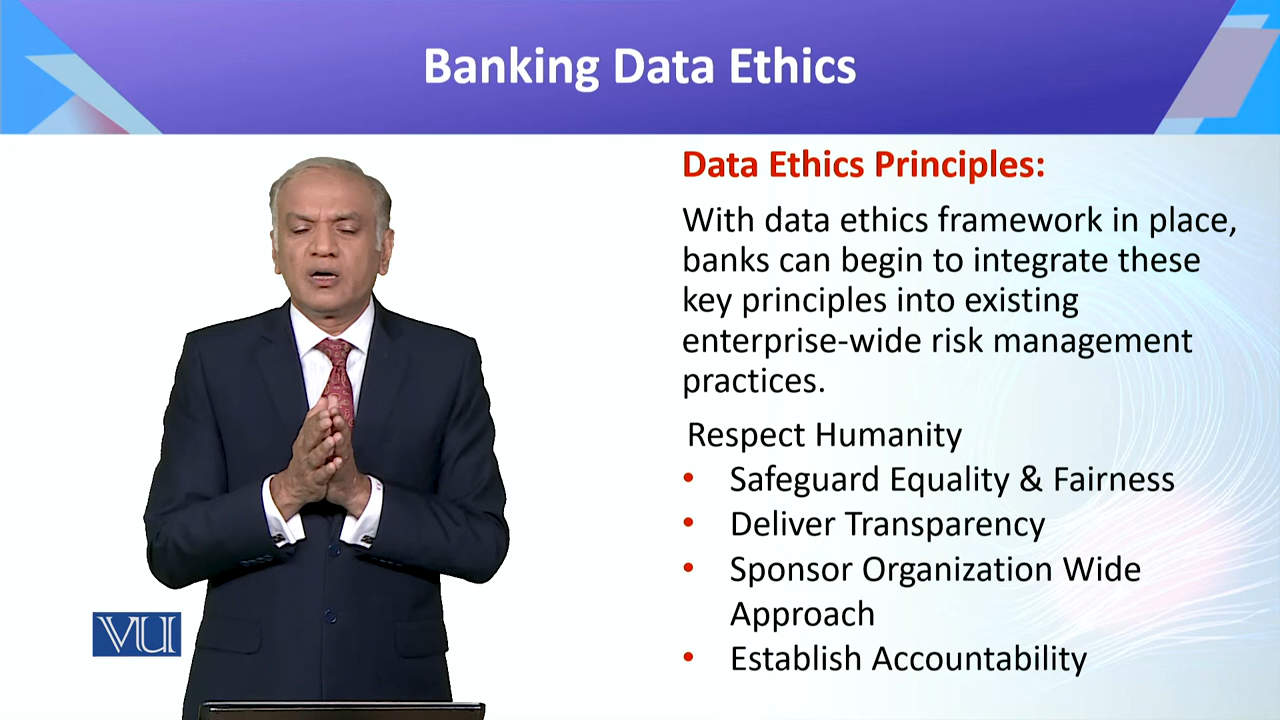 Banking Data Ethics
Data Ethics Principles:
With data ethics framework in place,
banks can begin to integrate these
key principles into existing
enterprise-wide risk management
practices.
Respect Humanity
• Safeguard Equality & Fairness
• Deliver Transparency
• Sponsor Organization Wide
Approach
• Establish Accountability
VU